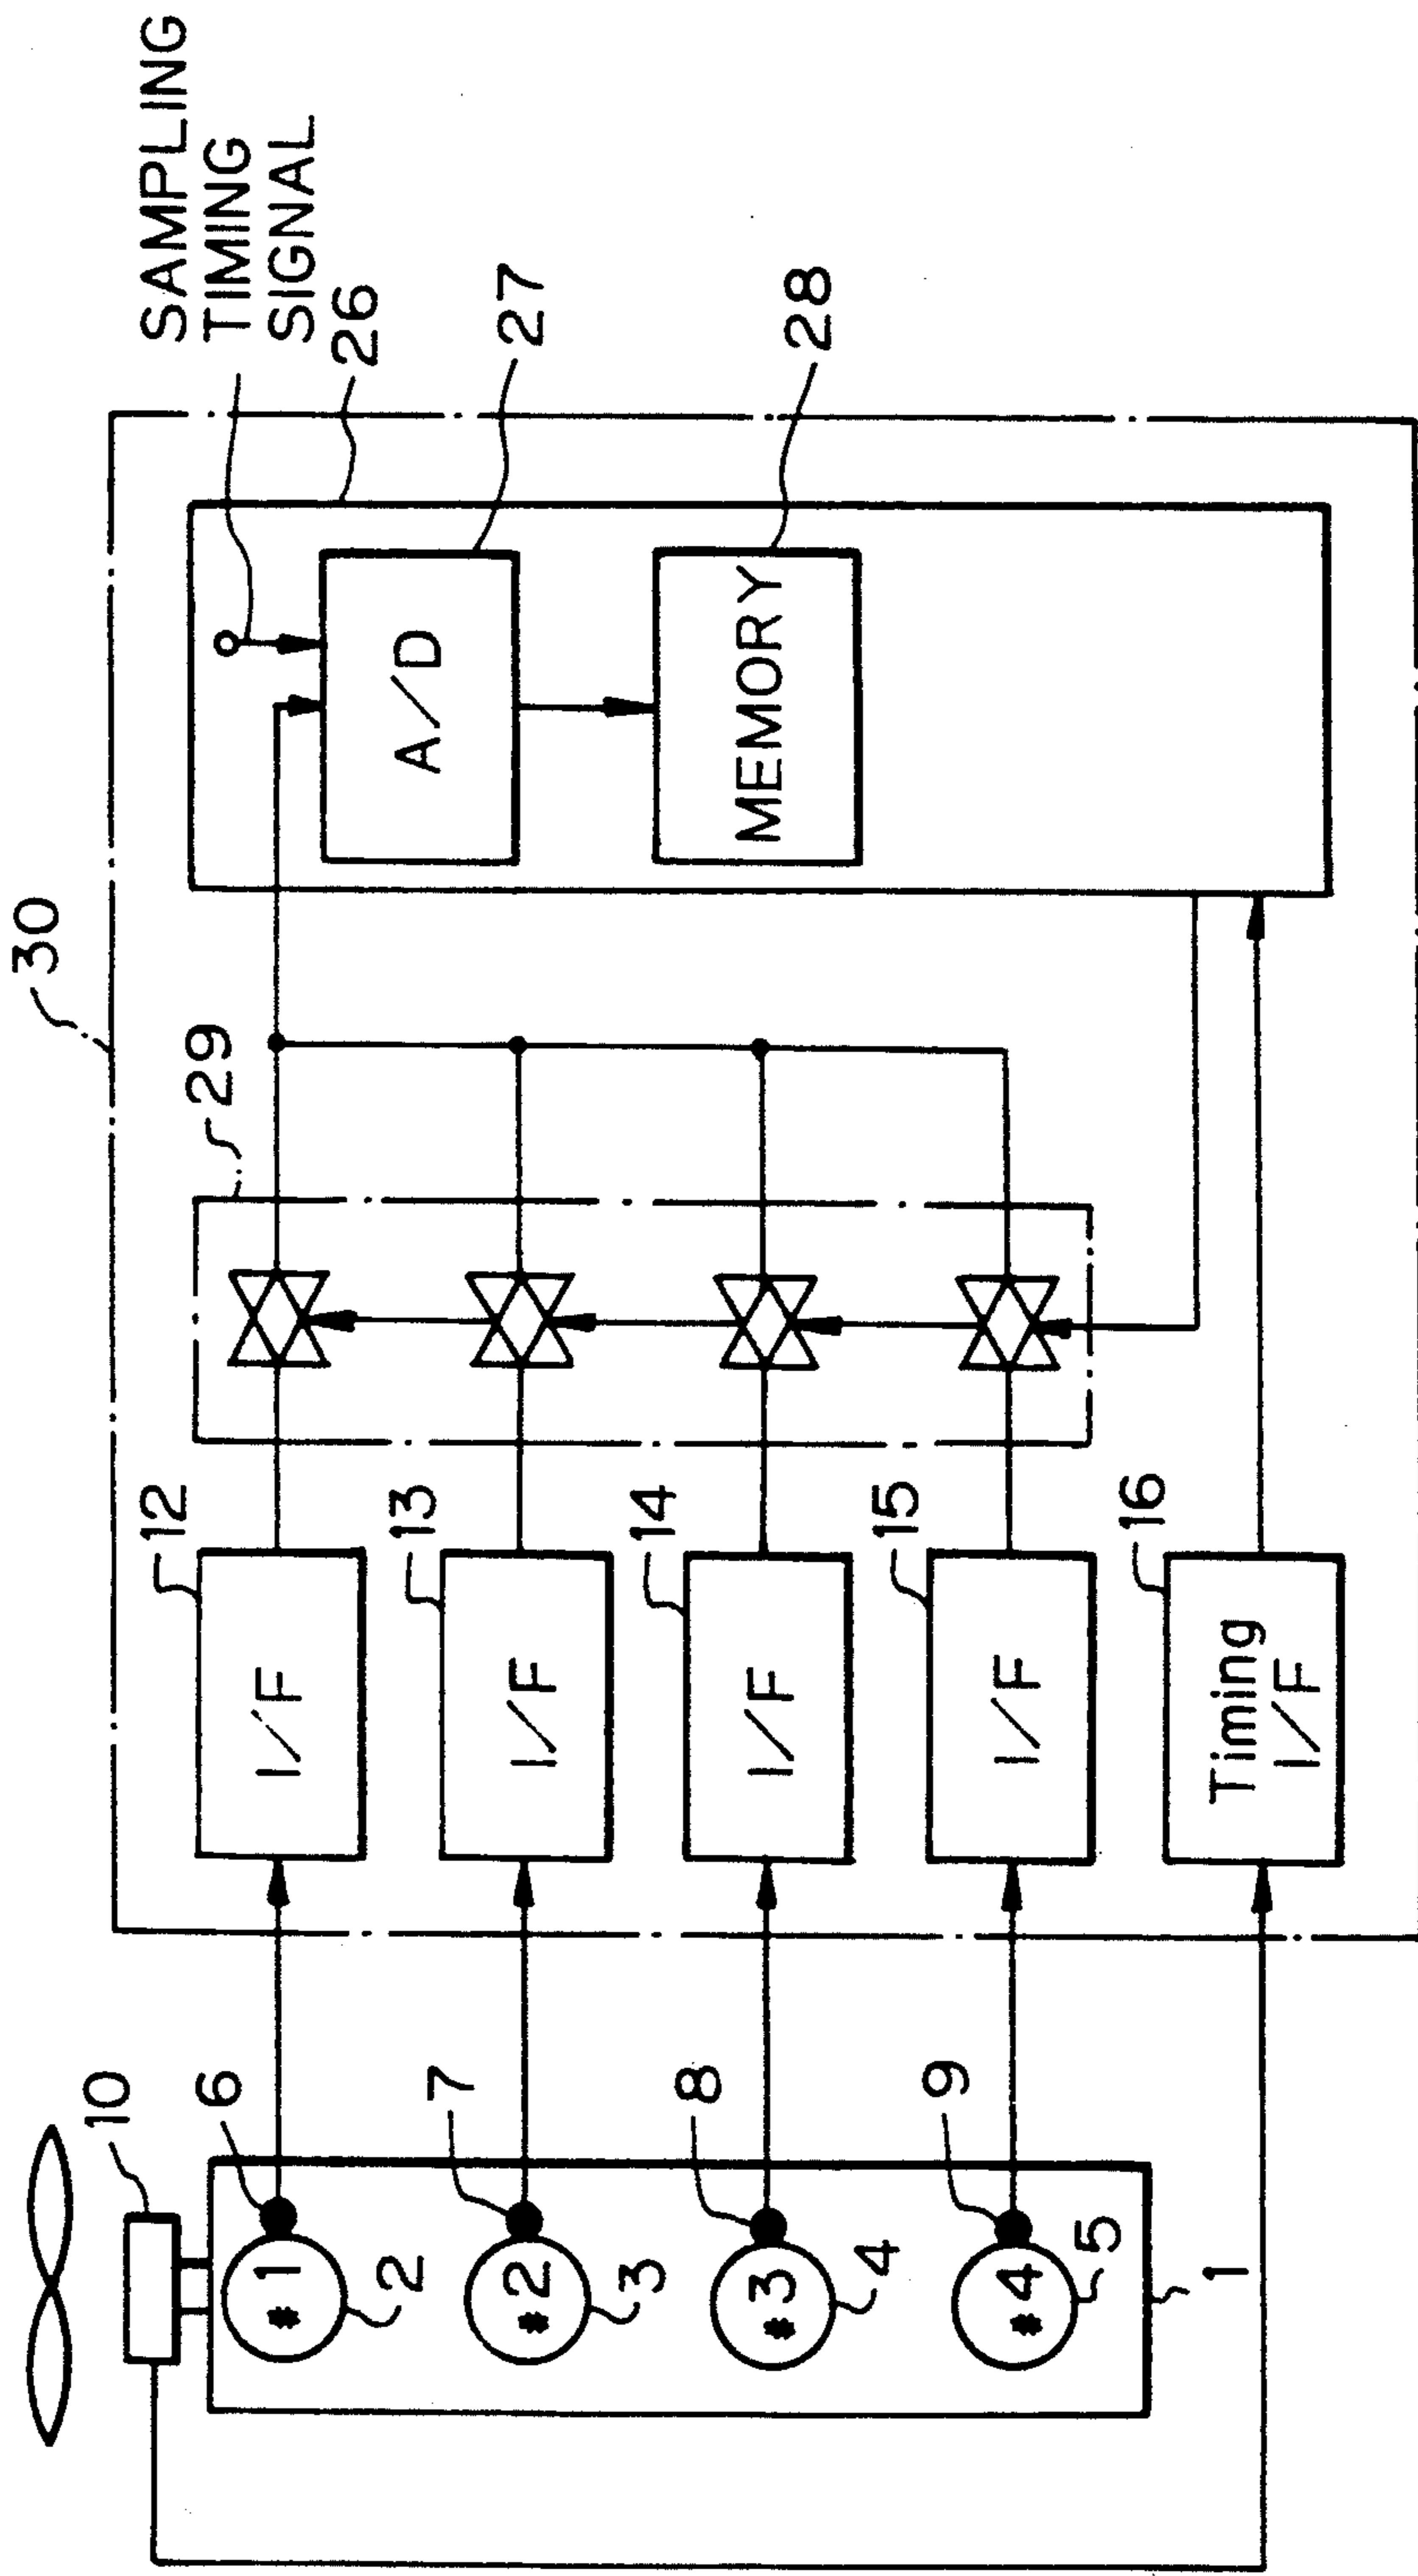 30
SAMPLING
TIMING
SIGNAL
26
27
28
29
A/D
MEMORY
12
13
14
15
16
I/F
I/F
I/F
I/F
Timing
I/F
10
6
7
8
9
*1
*2
*3
*4
2
3
4
5
1